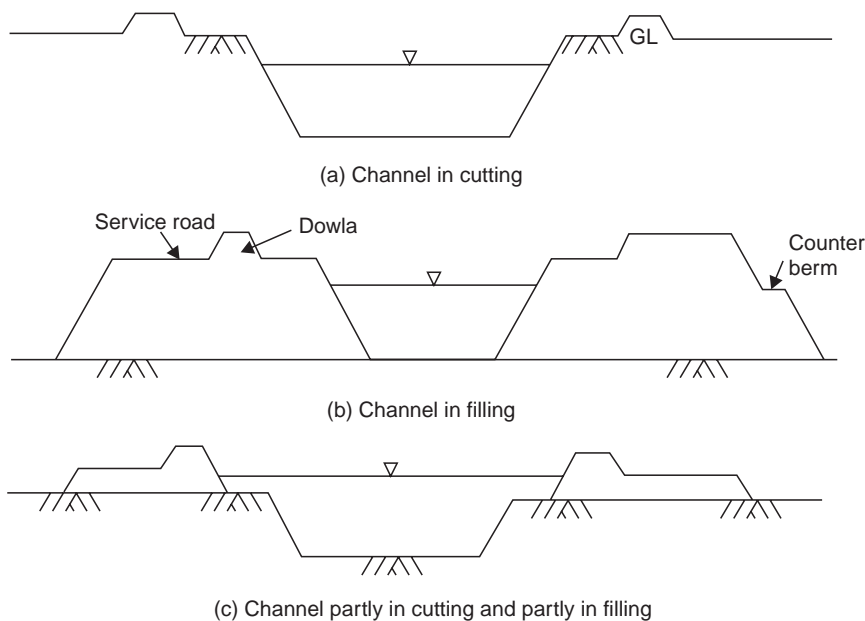 GL
(a) Channel in cutting
Service road
Dowla
Counter
berm
(b) Channel in filling
(c) Channel partly in cutting and partly in filling